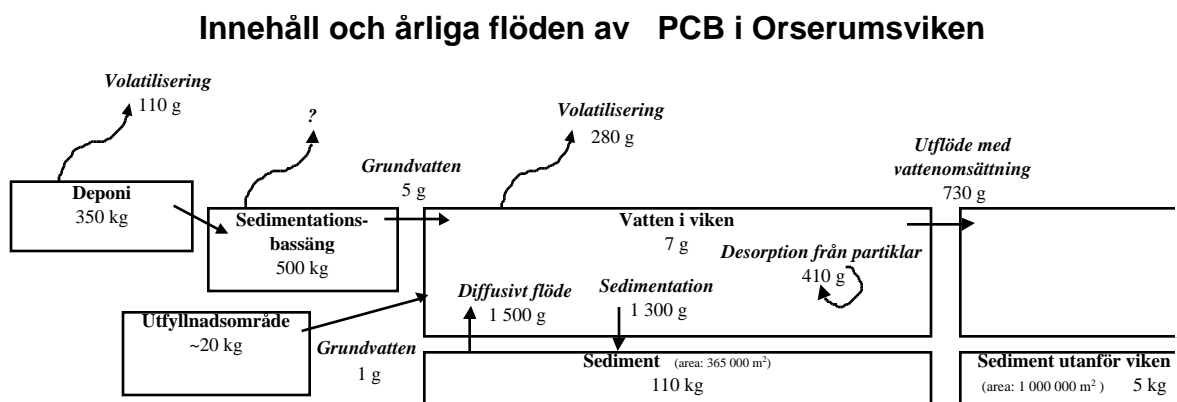 Innehåll och årliga flöden av PCB i Orserumsviken
Volatilisering
110 g
?
Volatilisering
280 g
Utflöde med
vattenomsättning
730 g
Grundvatten
5 g
Deponi
350 kg
Sedimentations-
bassäng
500 kg
Vatten i viken
7 g
Desorption från partiklar
410 g
Diffusivt flöde
1 500 g
Sedimentation
1 300 g
Utfyllnadsområde
~20 kg
Grundvatten
1 g
Sediment (area: 365 000 m²)
110 kg
Sediment utanför viken
(area: 1 000 000 m² ) 5 kg